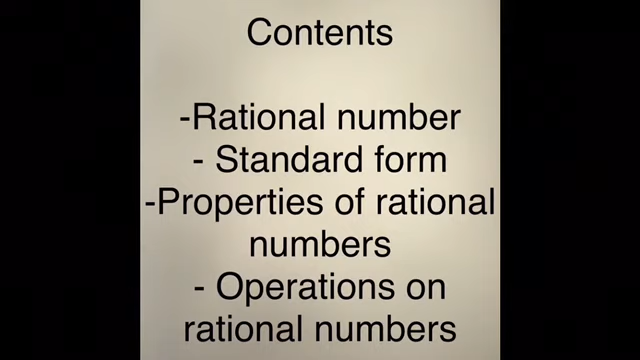 Contents
-Rational number
- Standard form
-Properties of rational
numbers
- Operations on
rational numbers